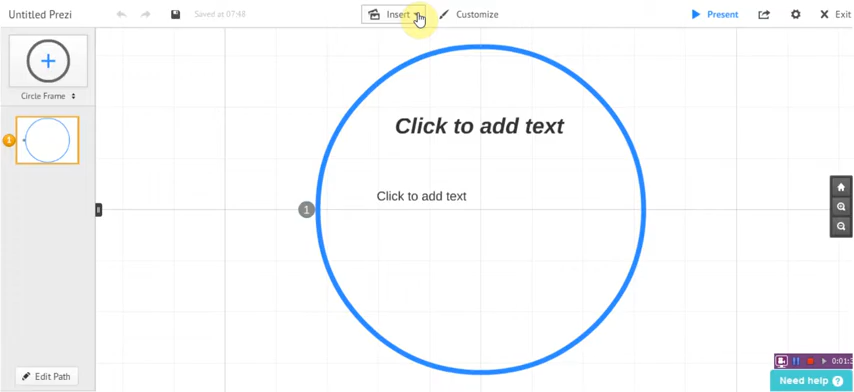 Untitled Prezi
Saved at 07:48
Insert
Customize
Present
Exit
Circle Frame
1
Click to add text
Click to add text
1
Edit Path
Need help ?